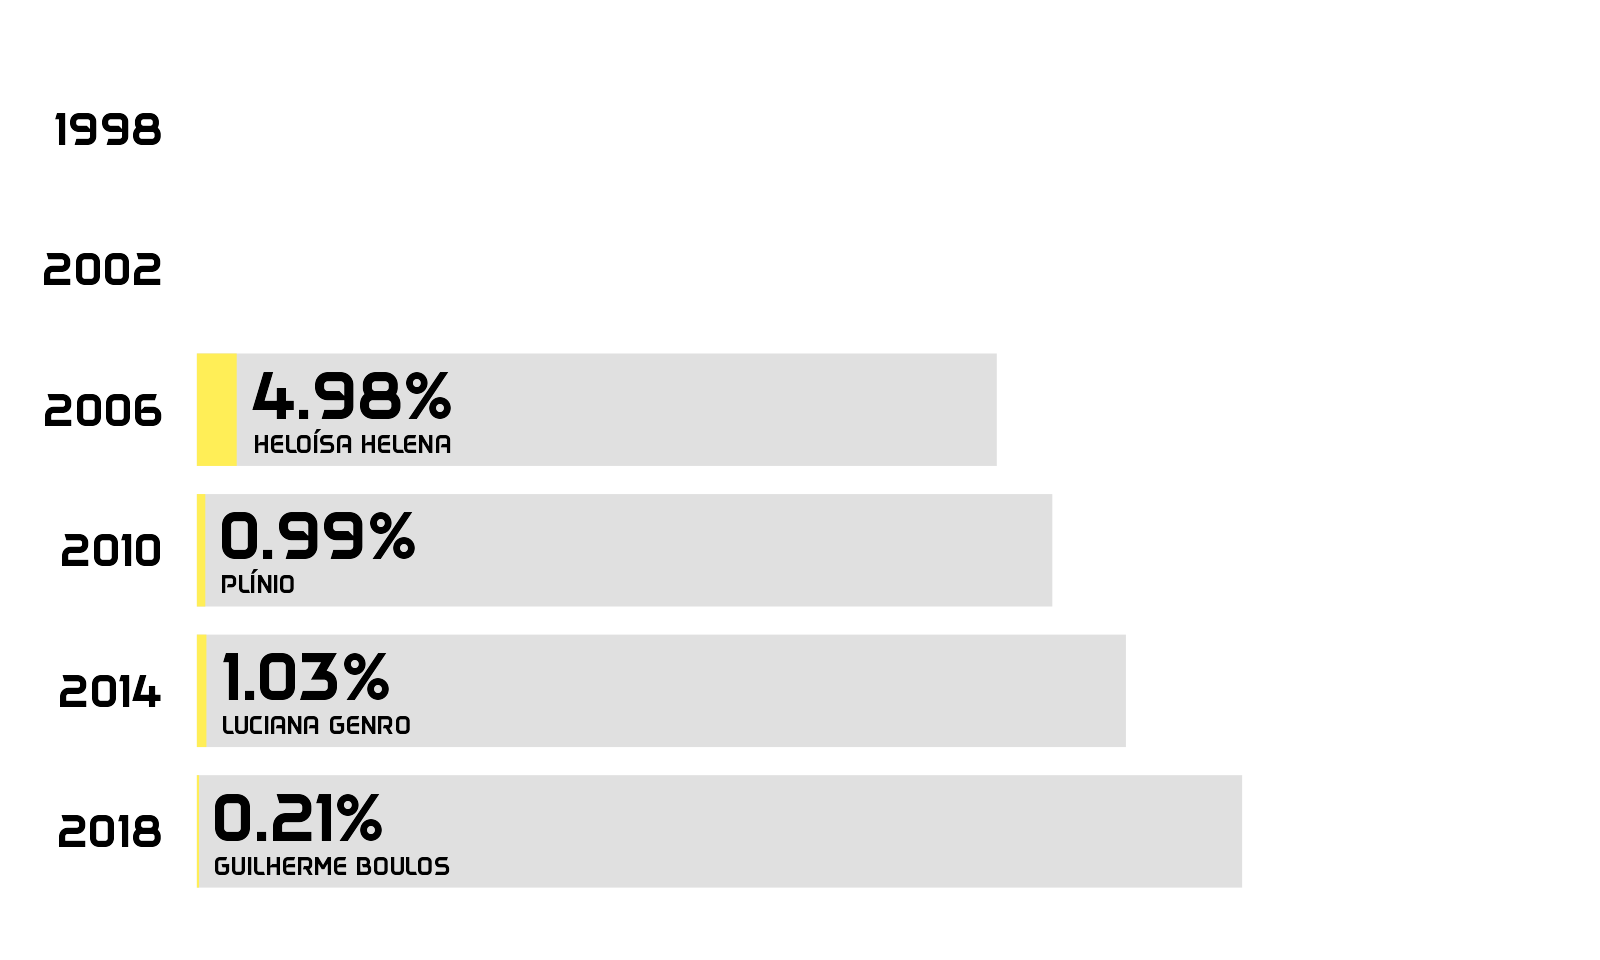 1998
2002
2006
4.98%
HELOÍSA HELENA
2010
0.99%
PLÍNIO
2014
1.03%
LUCIANA GENRO
2018
0.21%
GUILHERME BOULOS